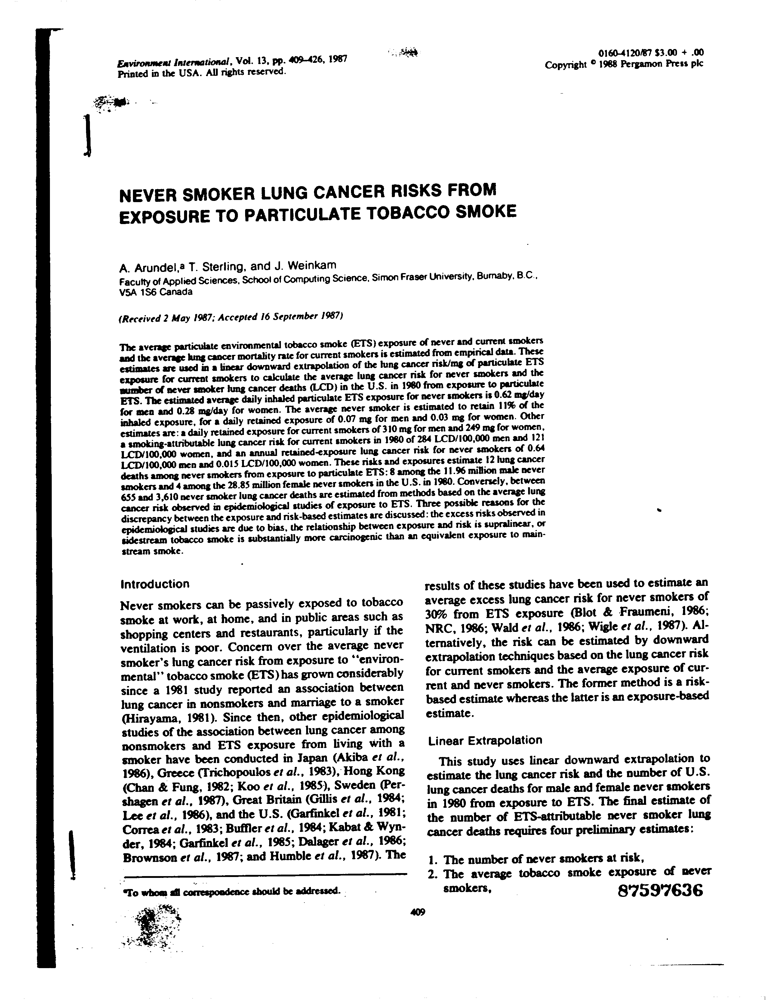 Environment International, Vol. 13, pp. 409–426, 1987
Printed in the USA. All rights reserved.
0160-4120/87 $3.00 + .00
Copyright © 1988 Pergamon Press plc
NEVER SMOKER LUNG CANCER RISKS FROM
EXPOSURE TO PARTICULATE TOBACCO SMOKE
A. Arundel,ª T. Sterling, and J. Weinkam
Faculty of Applied Sciences, School of Computing Science, Simon Fraser University, Burnaby, B.C.,
V5A 1S6 Canada
(Received 2 May 1987; Accepted 16 September 1987)
The average particulate environmental tobacco smoke (ETS) exposure of never and current smokers
and the average lung cancer mortality rate for current smokers is estimated from empirical data. These
estimates are used in a linear downward extrapolation of the lung cancer risk/mg of particulate ETS
exposure for current smokers to calculate the average lung cancer risk for never smokers and the
number of never smoker lung cancer deaths (LCD) in the U.S. in 1980 from exposure to particulate
ETS. The estimated average daily inhaled particulate ETS exposure for never smokers is 0.62 mg/day
for men and 0.28 mg/day for women. The average never smoker is estimated to retain 11% of the
inhaled exposure, for a daily retained exposure of 0.07 mg for men and 0.03 mg for women. Other
estimates are: a daily retained exposure for current smokers of 310 mg for men and 249 mg for women,
a smoking-attributable lung cancer risk for current smokers in 1980 of 284 LCD/100,000 men and 121
LCD/100,000 women, and an annual retained-exposure lung cancer risk for never smokers of 0.64
LCD/100,000 men and 0.015 LCD/100,000 women. These risks and exposures estimate 12 lung cancer
deaths among never smokers from exposure to particulate ETS: 8 among the 11.96 million male never
smokers and 4 among the 28.85 million female never smokers in the U.S. in 1980. Conversely, between
655 and 3,610 never smoker lung cancer deaths are estimated from methods based on the average lung
cancer risk observed in epidemiological studies of exposure to ETS. Three possible reasons for the
discrepancy between the exposure and risk-based estimates are discussed: the excess risks observed in
epidemiological studies are due to bias, the relationship between exposure and risk is supralinear, or
sidestream tobacco smoke is substantially more carcinogenic than an equivalent exposure to main-
stream smoke.
Introduction
Never smokers can be passively exposed to tobacco
smoke at work, at home, and in public areas such as
shopping centers and restaurants, particularly if the
ventilation is poor. Concern over the average never
smoker's lung cancer risk from exposure to "environ-
mental" tobacco smoke (ETS) has grown considerably
since a 1981 study reported an association between
lung cancer in nonsmokers and marriage to a smoker
(Hirayama, 1981). Since then, other epidemiological
studies of the association between lung cancer among
nonsmokers and ETS exposure from living with a
smoker have been conducted in Japan (Akiba et al.,
1986), Greece (Trichopoulos et al., 1983), Hong Kong
(Chan & Fung, 1982; Koo et al., 1985), Sweden (Per-
shagen et al., 1987), Great Britain (Gillis et al., 1984;
Lee et al., 1986), and the U.S. (Garfinkel et al., 1981;
Correa et al., 1983; Buffler et al., 1984; Kabat & Wyn-
der, 1984; Garfinkel et al., 1985; Dalager et al., 1986;
Brownson et al., 1987; and Humble et al., 1987). The
ªTo whom all correspondence should be addressed.
results of these studies have been used to estimate an
average excess lung cancer risk for never smokers of
30% from ETS exposure (Blot & Fraumeni, 1986;
NRC, 1986; Wald et al., 1986; Wigle et al., 1987). Al-
ternatively, the risk can be estimated by downward
extrapolation techniques based on the lung cancer risk
for current smokers and the average exposure of cur-
rent and never smokers. The former method is a risk-
based estimate whereas the latter is an exposure-based
estimate.
Linear Extrapolation
This study uses linear downward extrapolation to
estimate the lung cancer risk and the number of U.S.
lung cancer deaths for male and female never smokers
in 1980 from exposure to ETS. The final estimate of
the number of ETS-attributable never smoker lung
cancer deaths requires four preliminary estimates:
1. The number of never smokers at risk,
2. The average tobacco smoke exposure of never
smokers,
87597636
409